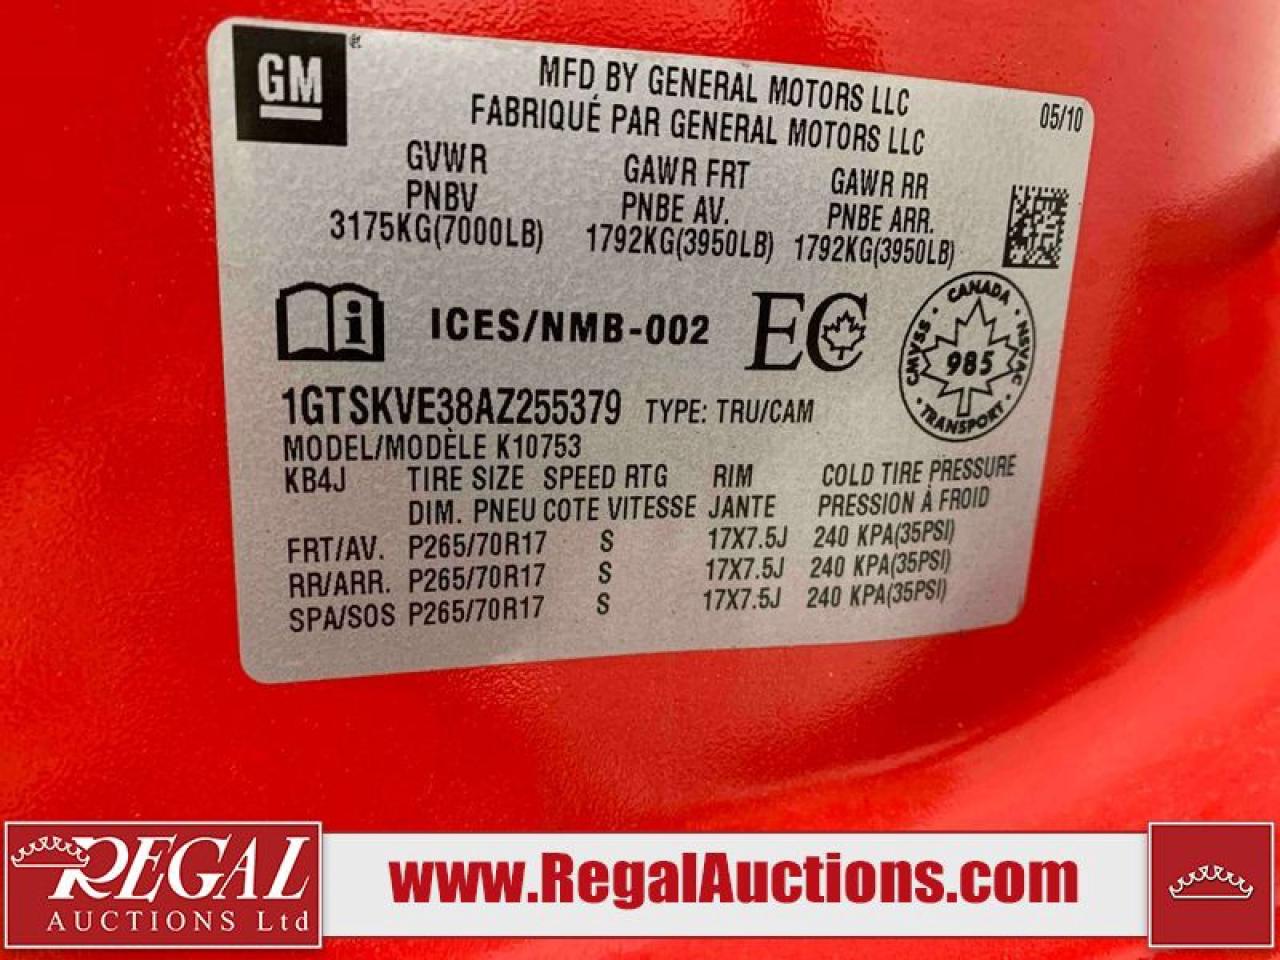 GM
MFD BY GENERAL MOTORS LLC
FABRIQUÉ PAR GENERAL MOTORS LLC
05/10
GVWR GAWR FRT GAWR RR
PNBV PNBE AV. PNBE ARR.
3175KG(7000LB) 1792KG(3950LB) 1792KG(3950LB)
i ICES/NMB-002 EC
CANADA
CMVSS NSVAC
985
TRANSPORT
1GTSKVE38AZ255379 TYPE: TRU/CAM
MODEL/MODÈLE K10753
KB4J TIRE SIZE SPEED RTG RIM COLD TIRE PRESSURE
DIM. PNEU COTE VITESSE JANTE PRESSION À FROID
FRT/AV. P265/70R17 S 17X7.5J 240 KPA(35PSI)
RR/ARR. P265/70R17 S 17X7.5J 240 KPA(35PSI)
SPA/SOS P265/70R17 S 17X7.5J 240 KPA(35PSI)
REGAL
AUCTIONS Ltd
www.RegalAuctions.com